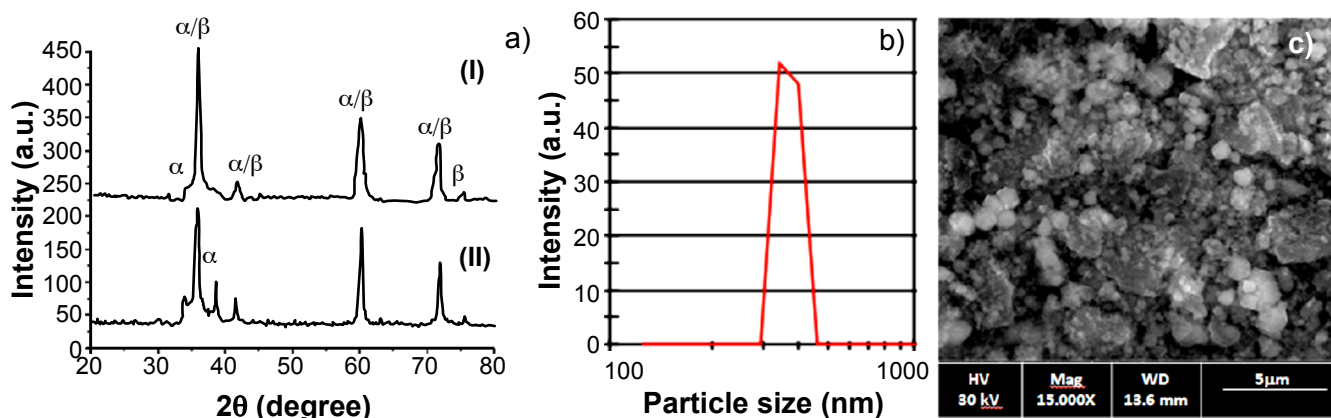 a)
α/β
450
400
350
300
250
200
150
100
50
0
(I)
α
α/β
α/β
α/β
β
(II)
α
Intensity (a.u.)
20 30 40 50 60 70 80
2θ (degree)
b)
60
50
40
30
20
10
0
Intensity (a.u.)
100 1000
Particle size (nm)
c)
HV Mag WD 5µm
30 kV 15.000X 13.6 mm